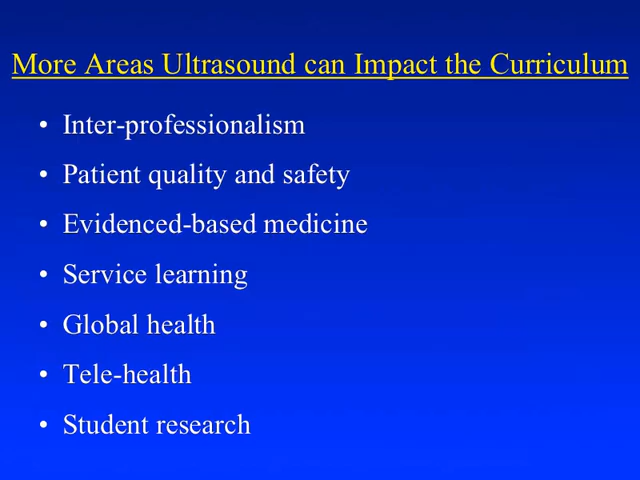 More Areas Ultrasound can Impact the Curriculum
• Inter-professionalism
• Patient quality and safety
• Evidenced-based medicine
• Service learning
• Global health
• Tele-health
• Student research